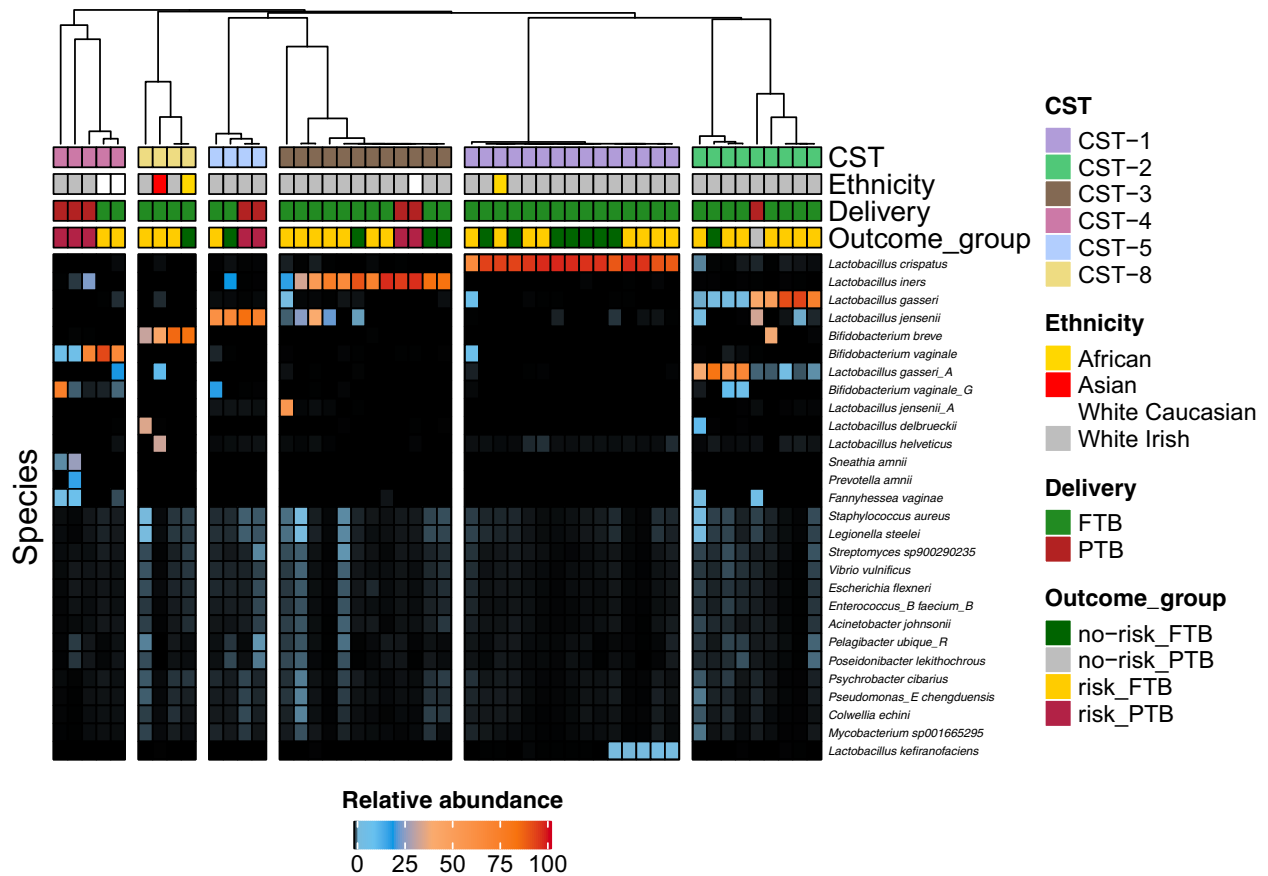 CST
Ethnicity
Delivery
Outcome_group
Species
Lactobacillus crispatus
Lactobacillus iners
Lactobacillus gasseri
Lactobacillus jensenii
Bifidobacterium breve
Bifidobacterium vaginale
Lactobacillus gasseri_A
Bifidobacterium vaginale_G
Lactobacillus jensenii_A
Lactobacillus delbrueckii
Lactobacillus helveticus
Sneathia amnii
Prevotella amnii
Fannyhessea vaginae
Staphylococcus aureus
Legionella steelei
Streptomyces sp900290235
Vibrio vulnificus
Escherichia flexneri
Enterococcus_B faecium_B
Acinetobacter johnsonii
Pelagibacter ubique_R
Poseidonibacter lekithochrous
Psychrobacter cibarius
Pseudomonas_E chengduensis
Colwellia echini
Mycobacterium sp001665295
Lactobacillus kefiranofaciens
CST
CST−1
CST−2
CST−3
CST−4
CST−5
CST−8
Ethnicity
African
Asian
White Caucasian
White Irish
Delivery
FTB
PTB
Outcome_group
no−risk_FTB
no−risk_PTB
risk_FTB
risk_PTB
Relative abundance
0 25 50 75 100